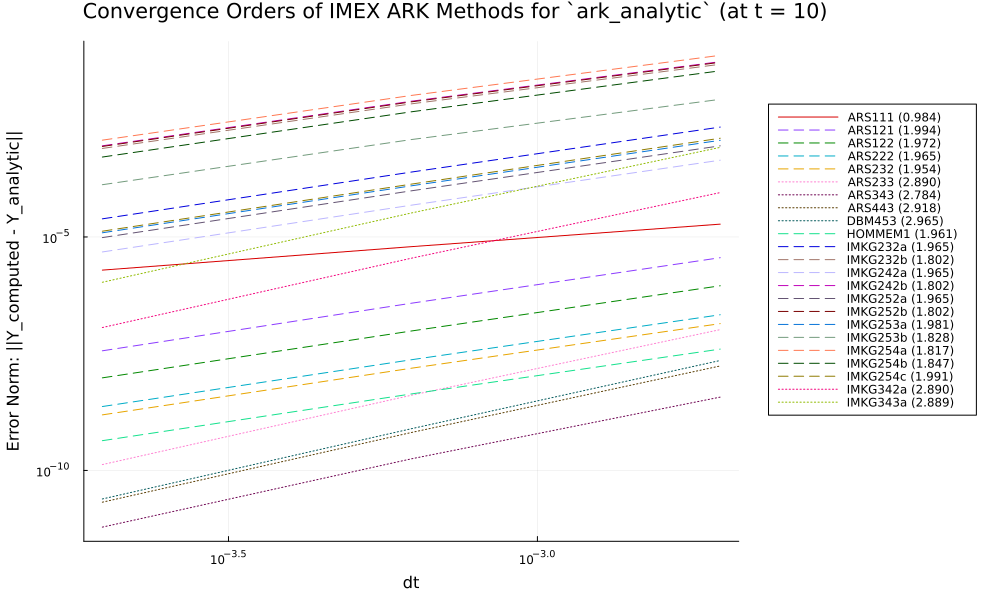 Convergence Orders of IMEX ARK Methods for `ark_analytic` (at t = 10)
Error Norm: ||Y_computed - Y_analytic||
10^-5
10^-10
10^-3.5
10^-3.0
dt
ARS111 (0.984)
ARS121 (1.994)
ARS122 (1.972)
ARS222 (1.965)
ARS232 (1.954)
ARS233 (2.890)
ARS343 (2.784)
ARS443 (2.918)
DBM453 (2.965)
HOMMEM1 (1.961)
IMKG232a (1.965)
IMKG232b (1.802)
IMKG242a (1.965)
IMKG242b (1.802)
IMKG252a (1.965)
IMKG252b (1.802)
IMKG253a (1.981)
IMKG253b (1.828)
IMKG254a (1.817)
IMKG254b (1.847)
IMKG254c (1.991)
IMKG342a (2.890)
IMKG343a (2.889)